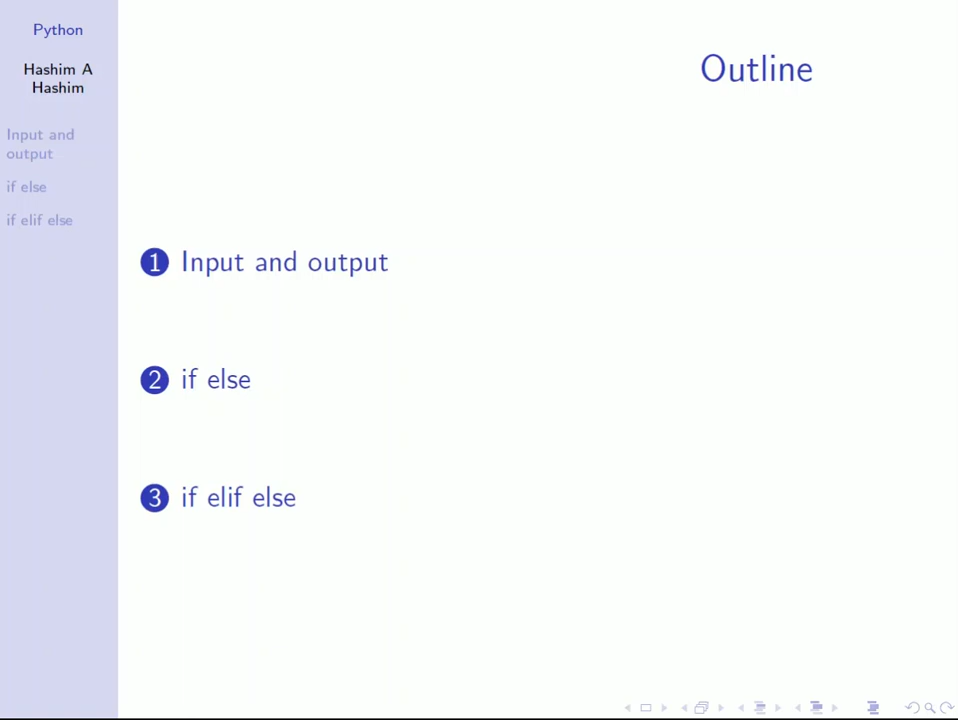 Python
Hashim A
Hashim
Input and
output
if else
if elif else
Outline
1 Input and output
2 if else
3 if elif else